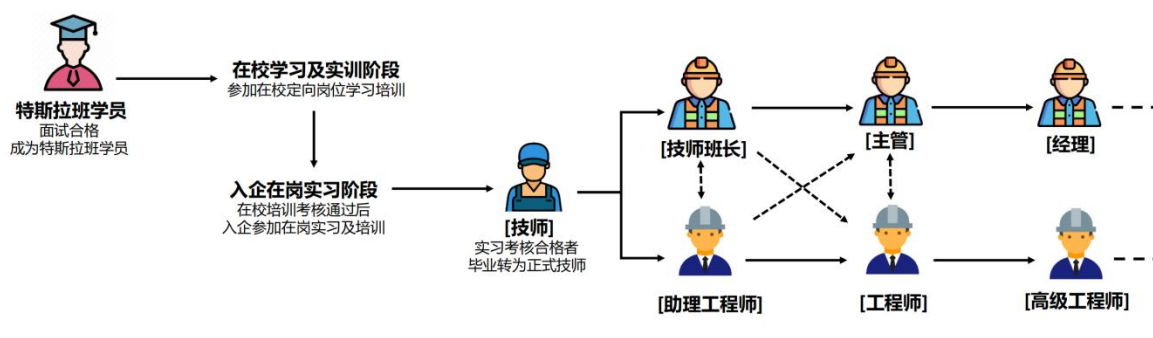 特斯拉班学员
面试合格
成为特斯拉班学员
在校学习及实训阶段
参加在校定向岗位学习培训
入企在岗实习阶段
在校培训考核通过后
入企参加在岗实习及培训
[技师]
实习考核合格者
毕业转为正式技师
[技师班长]
[主管]
[经理]
[助理工程师]
[工程师]
[高级工程师]